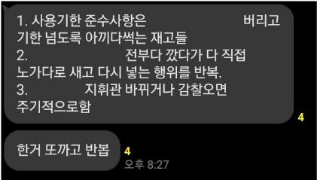 1. 사용기한 준수사항은 버리고
기한 넘도록 아끼다썩는 재고들
2. 전부다 깠다가 다 직접
노가다로 새고 다시 넣는 행위를 반복.
3. 지휘관 바뀌거나 감찰오면
주기적으로함
4
한거 또까고 반봅
4
오후 8:27